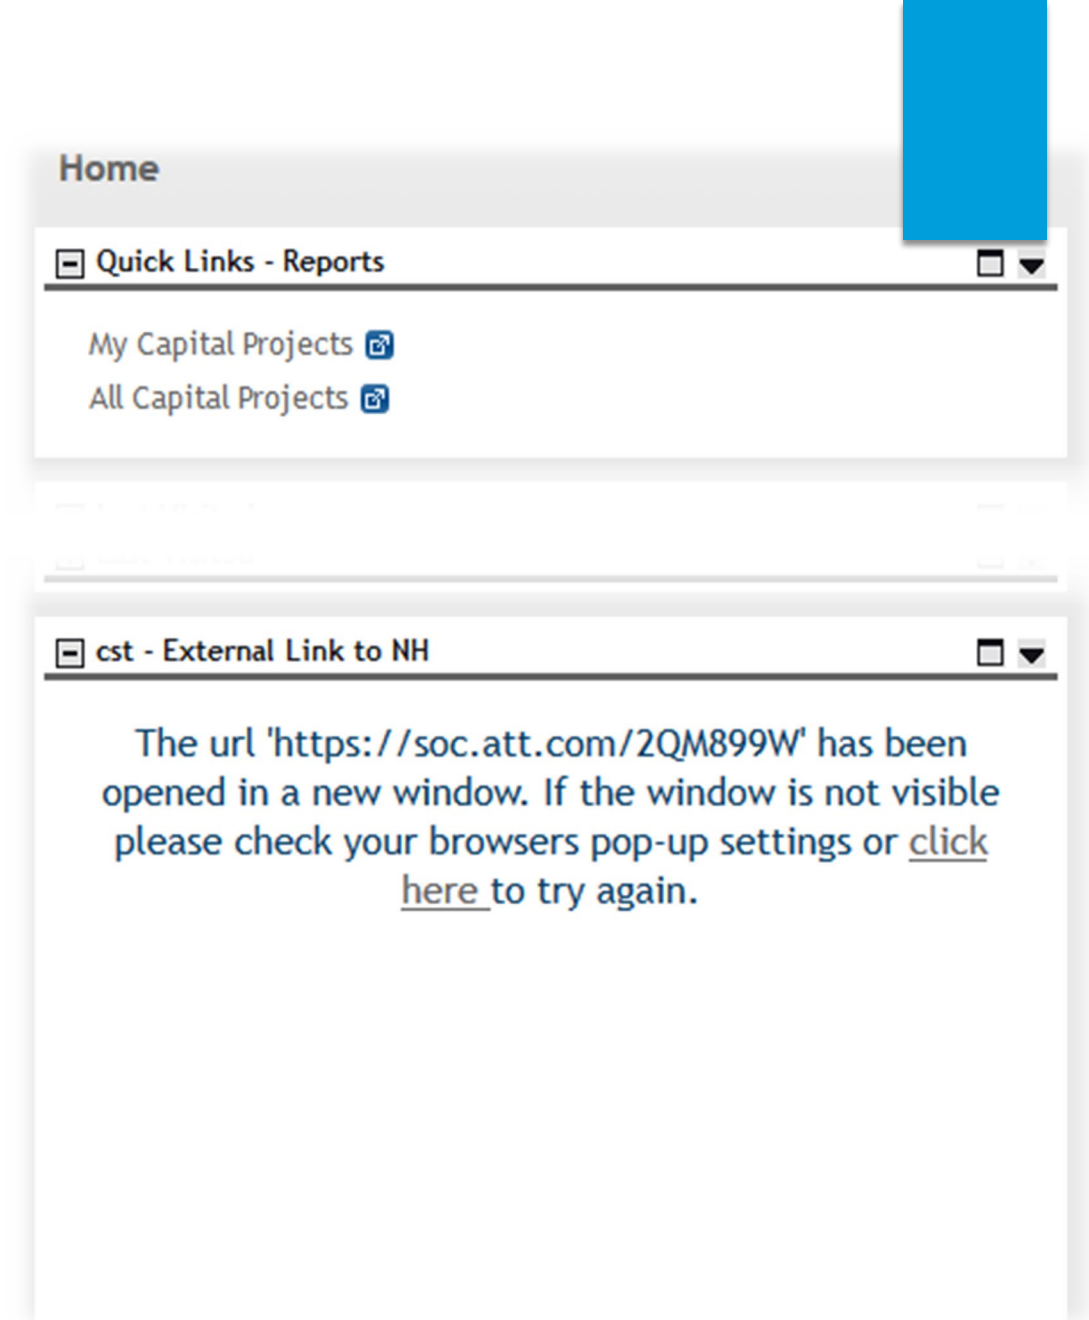 Home
Quick Links - Reports
My Capital Projects
All Capital Projects
cst - External Link to NH
The url 'https://soc.att.com/2QM899W' has been
opened in a new window. If the window is not visible
please check your browsers pop-up settings or click
here to try again.